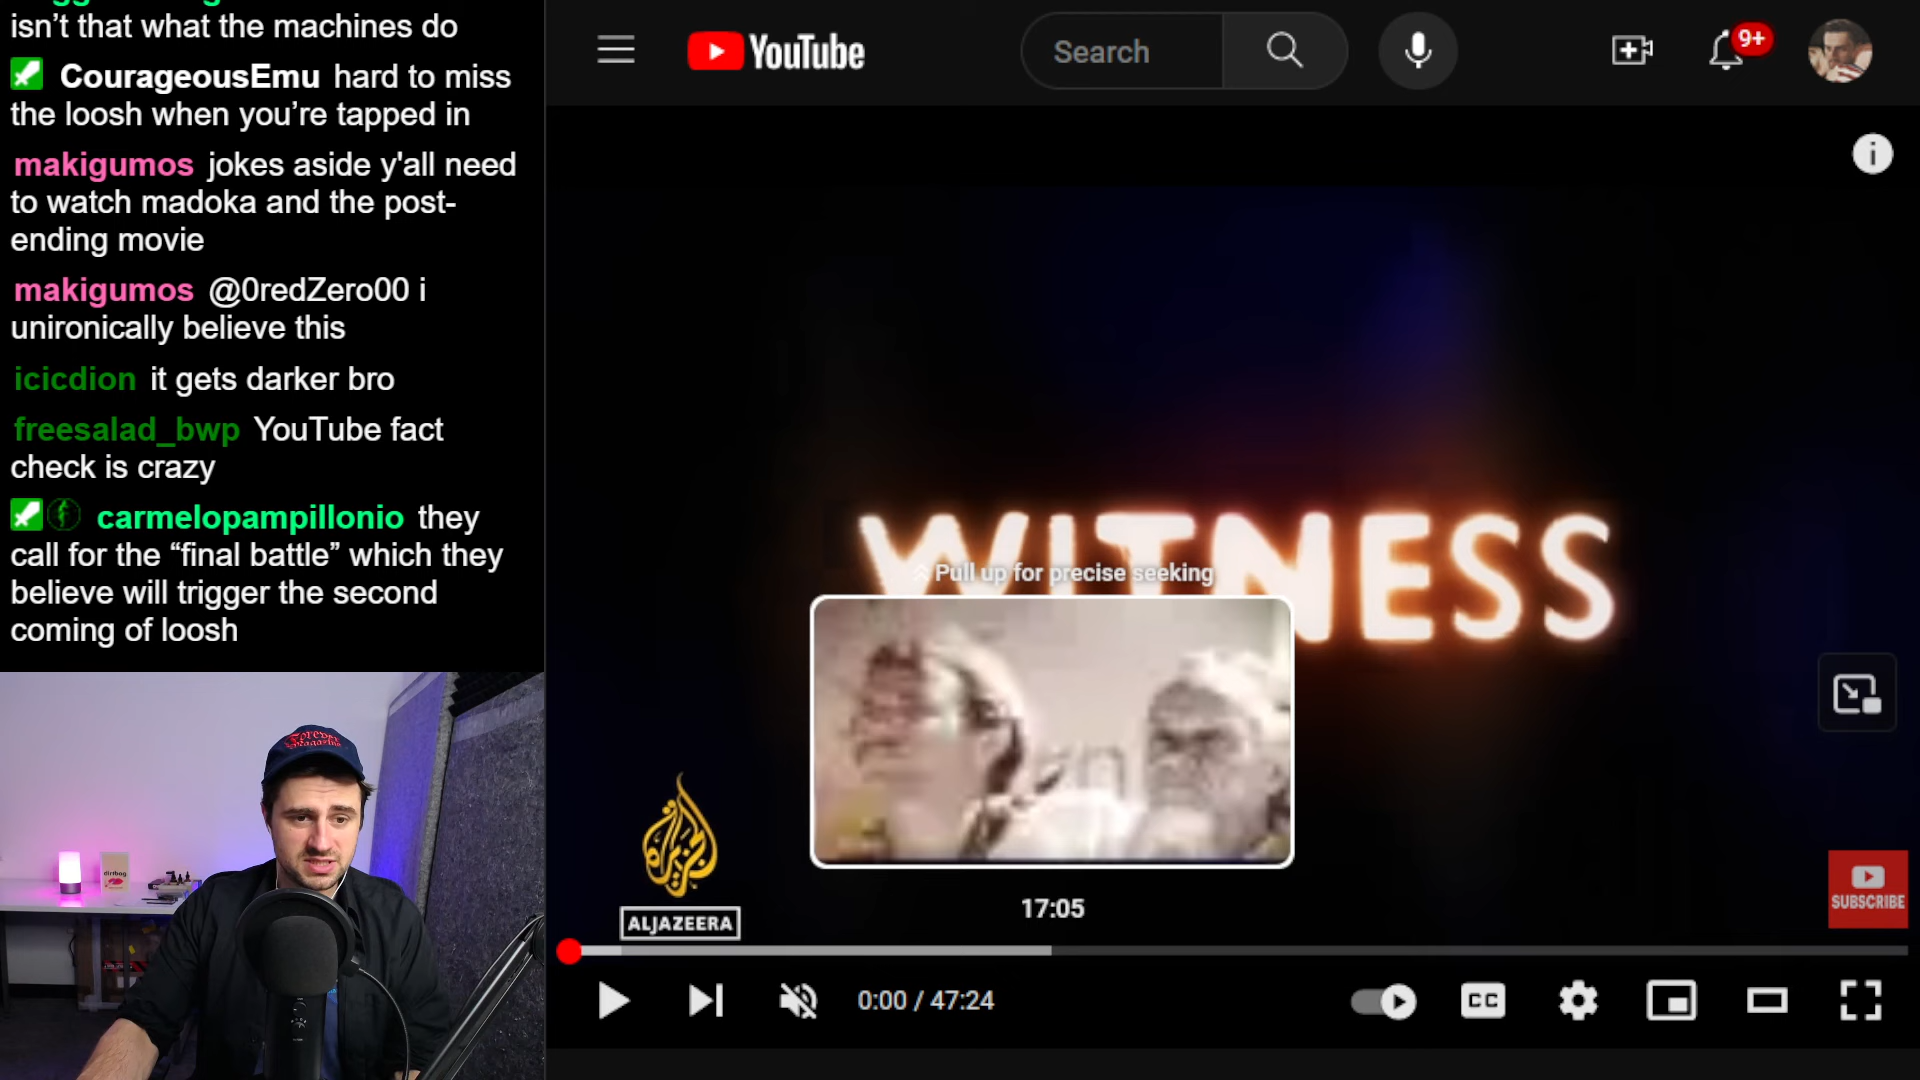 isn't that what the machines do
CourageousEmu hard to miss
the loosh when you're tapped in
makigumos jokes aside y'all need
to watch madoka and the post-
ending movie
makigumos @0redZero00 i
unironically believe this
icicdion it gets darker bro
freesalad_bwp YouTube fact
check is crazy
carmelopampillonio they
call for the “final battle” which they
believe will trigger the second
coming of loosh
Forever
Magazine
dirtbag
YouTube
Search
9+
WITNESS
Pull up for precise seeking
17:05
ALJAZEERA
SUBSCRIBE
0:00 / 47:24
CC